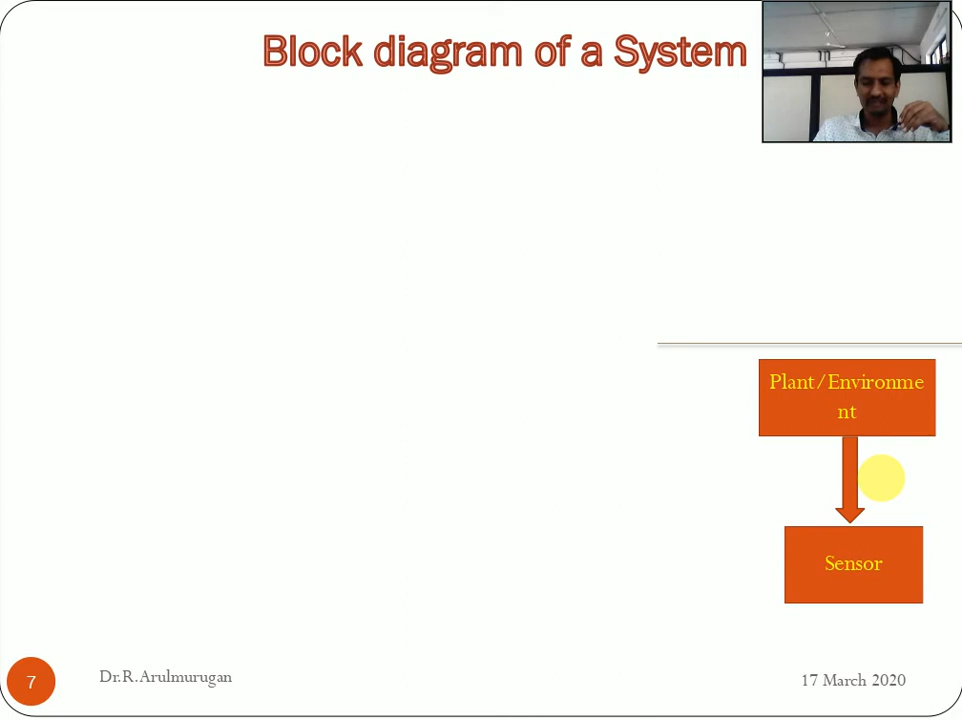 Block diagram of a System
Plant/Environme
nt
Sensor
7
Dr.R.Arulmurugan
17 March 2020